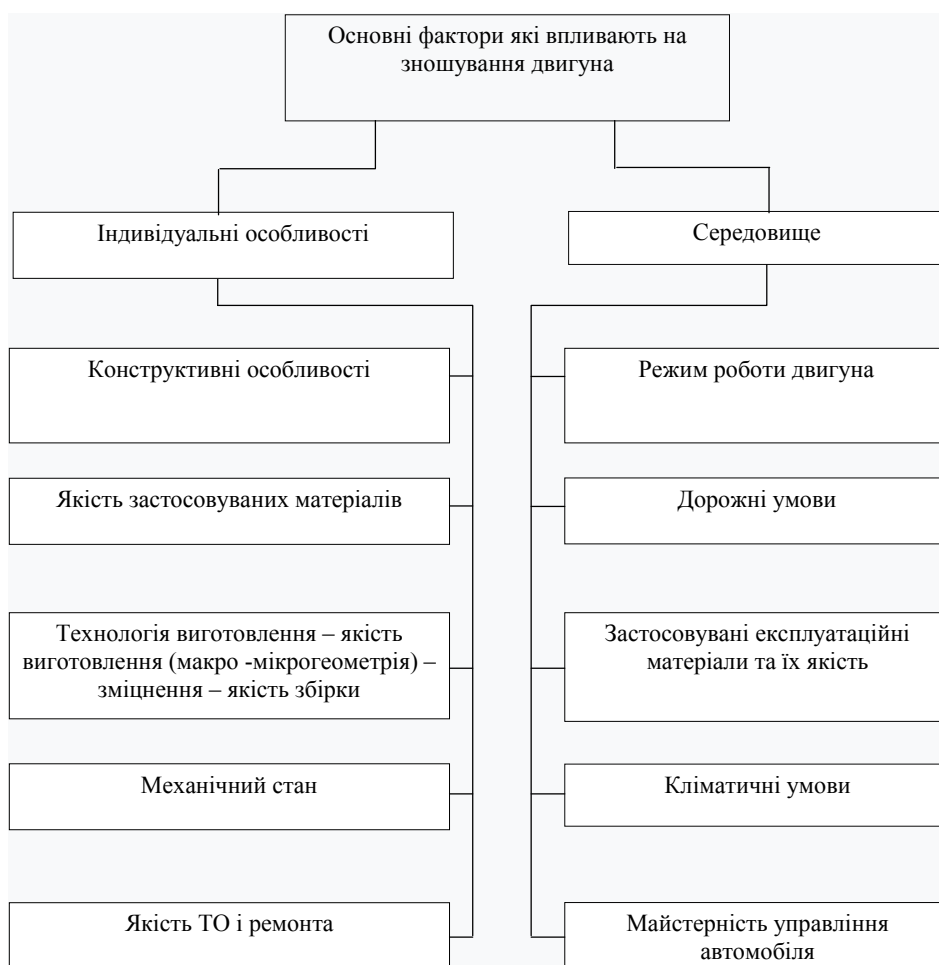 Основні фактори які впливають на
зношування двигуна
Індивідуальні особливості
Середовище
Конструктивні особливості
Режим роботи двигуна
Якість застосовуваних матеріалів
Дорожні умови
Технологія виготовлення – якість
виготовлення (макро -мікрогеометрія) –
зміцнення – якість збірки
Застосовувані експлуатаційні
матеріали та їх якість
Механічний стан
Кліматичні умови
Якість ТО і ремонта
Майстерність управління
автомобіля